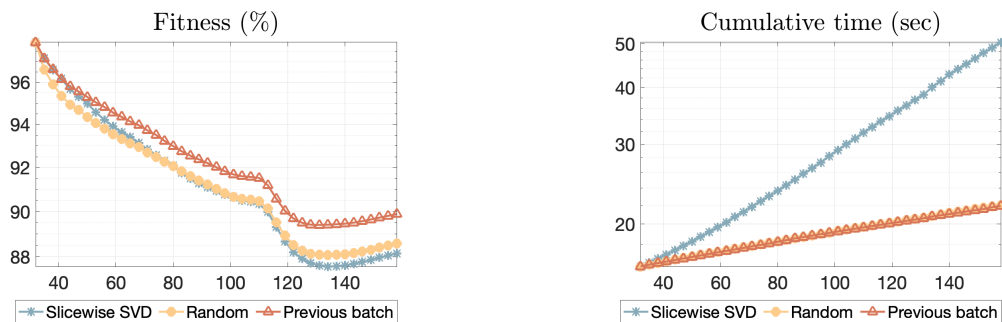 Fitness (%)
96
94
92
90
88
40 60 80 100 120 140
Slicewise SVD Random Previous batch
Cumulative time (sec)
50
40
30
20
40 60 80 100 120 140
Slicewise SVD Random Previous batch